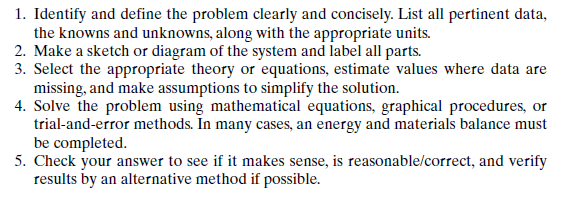 1. Identify and define the problem clearly and concisely. List all pertinent data,
the knowns and unknowns, along with the appropriate units.
2. Make a sketch or diagram of the system and label all parts.
3. Select the appropriate theory or equations, estimate values where data are
missing, and make assumptions to simplify the solution.
4. Solve the problem using mathematical equations, graphical procedures, or
trial-and-error methods. In many cases, an energy and materials balance must
be completed.
5. Check your answer to see if it makes sense, is reasonable/correct, and verify
results by an alternative method if possible.